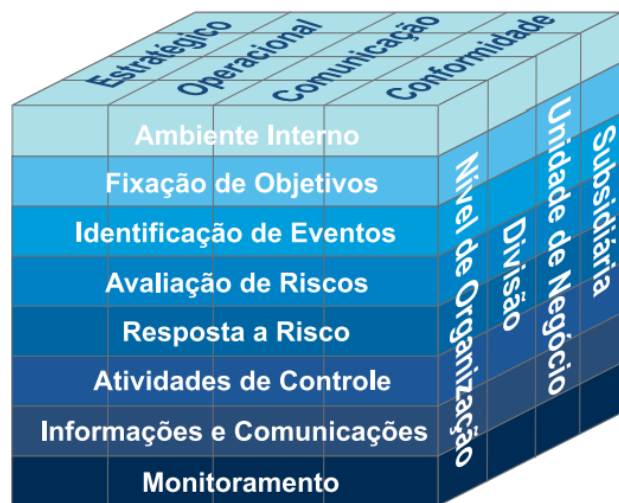 Estratégico
Operacional
Comunicação
Conformidade
Ambiente Interno
Fixação de Objetivos
Identificação de Eventos
Avaliação de Riscos
Resposta a Risco
Atividades de Controle
Informações e Comunicações
Monitoramento
Nível de Organização
Divisão
Unidade de Negócio
Subsidiária